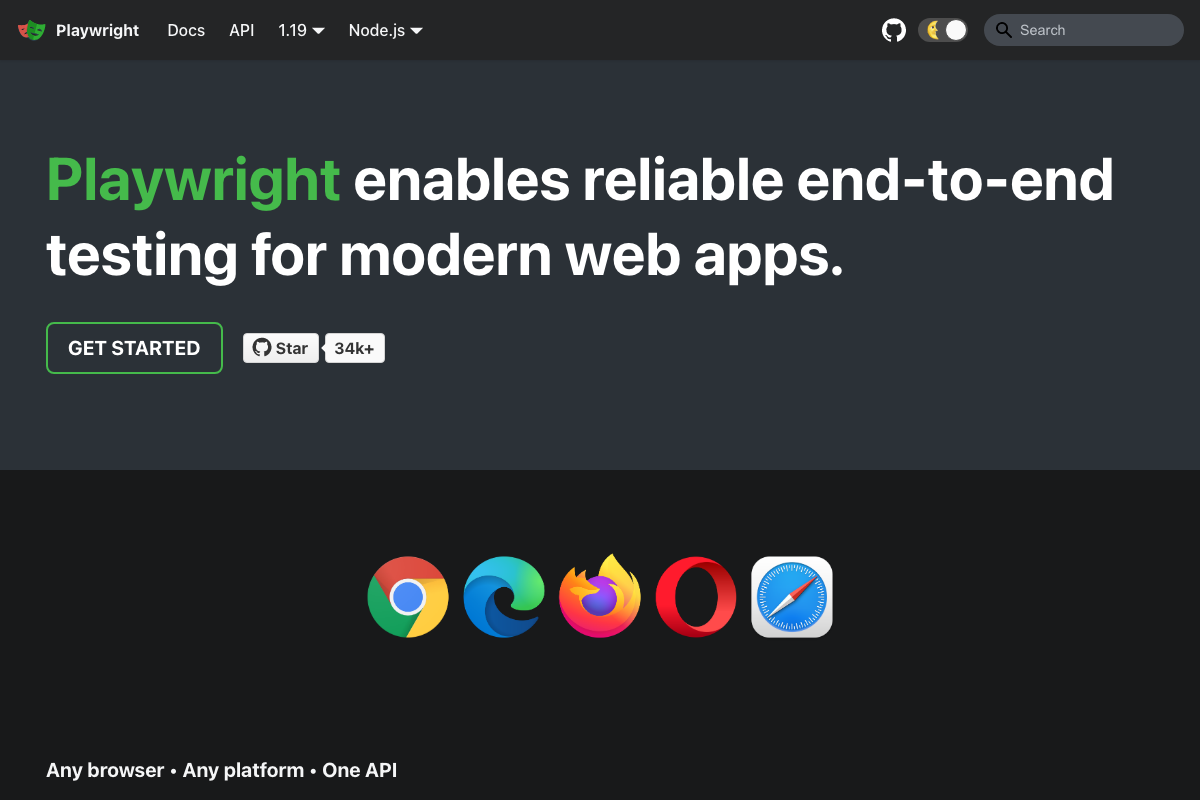 Playwright Docs API 1.19 Node.js Search
Playwright enables reliable end-to-end
testing for modern web apps.
GET STARTED Star 34k+
Any browser • Any platform • One API